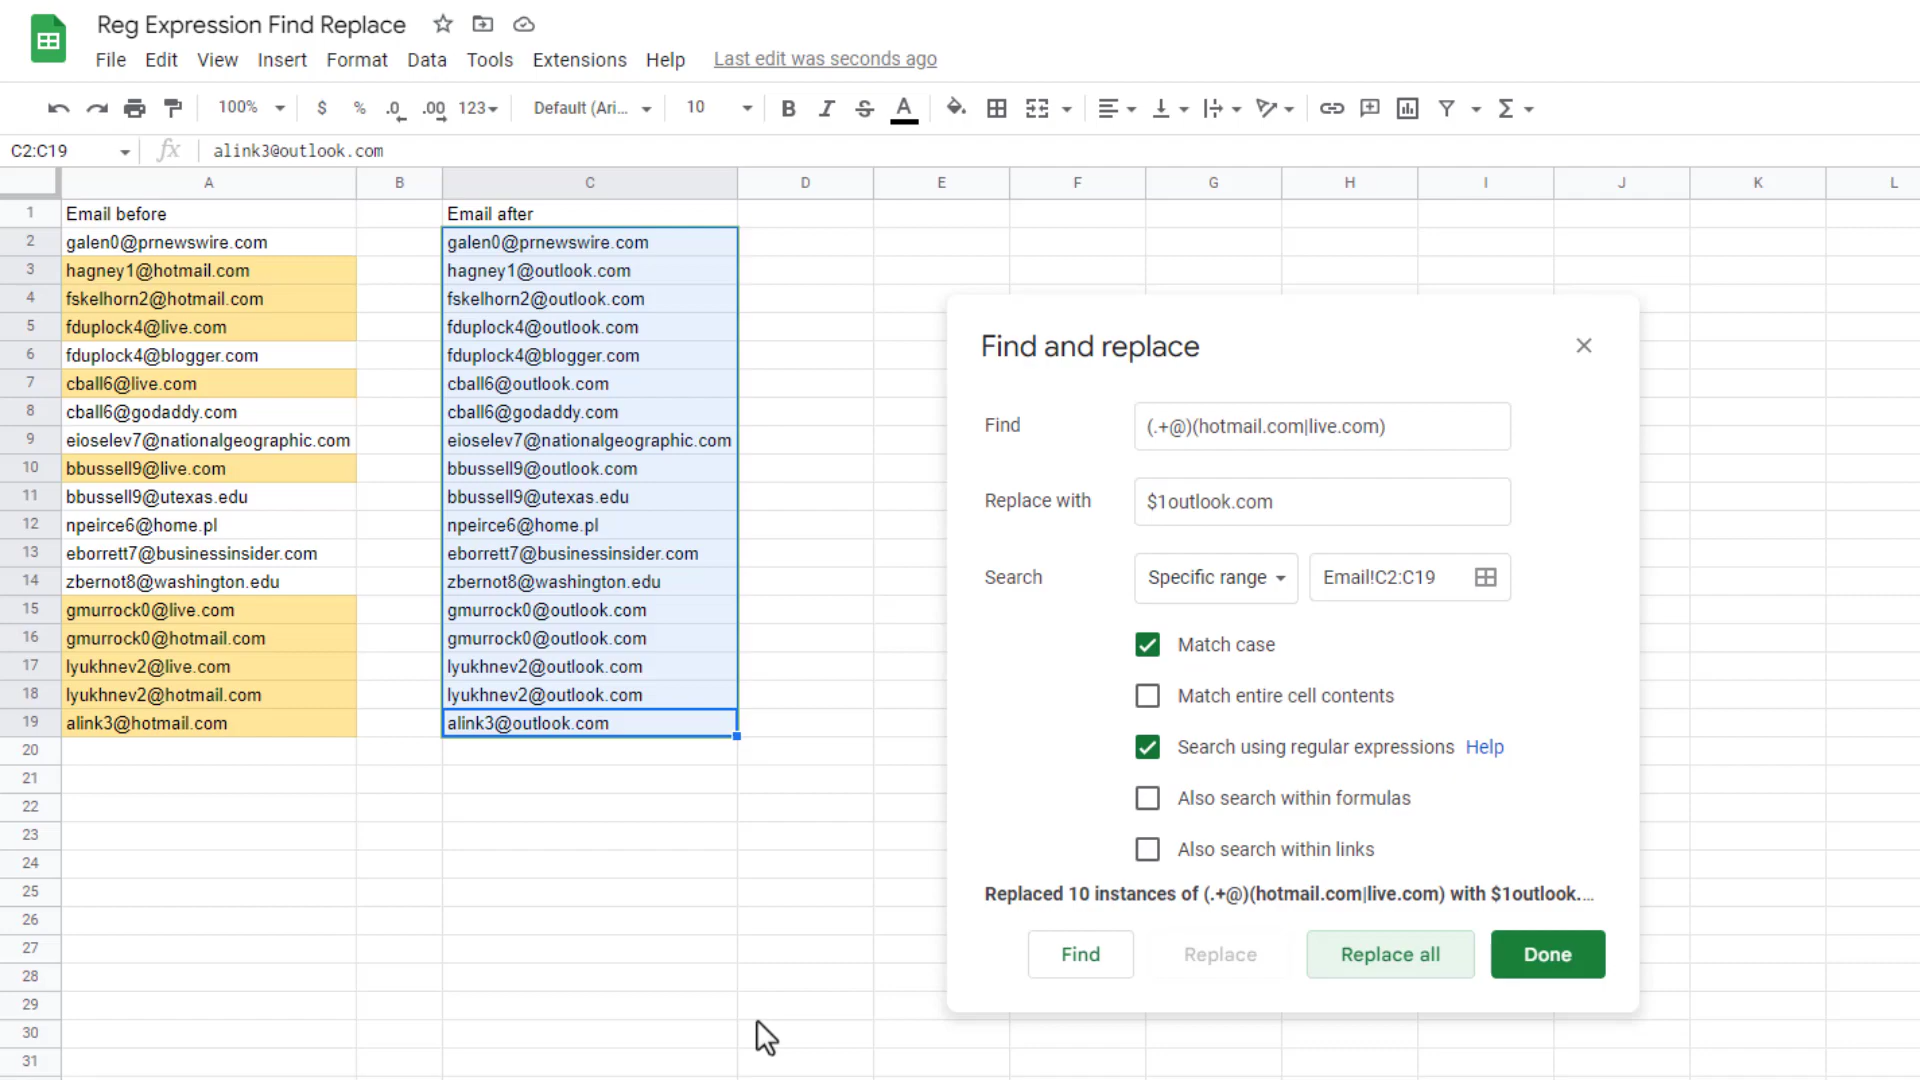 Reg Expression Find Replace
File Edit View Insert Format Data Tools Extensions Help Last edit was seconds ago
100% $ % .0 .00 123 Default (Ari... 10 B I S A
C2:C19 fx alink3@outlook.com
A B C D E F G H I J K L
1 Email before Email after
2 galen0@prnewswire.com galen0@prnewswire.com
3 hagney1@hotmail.com hagney1@outlook.com
4 fskelhorn2@hotmail.com fskelhorn2@outlook.com
5 fduplock4@live.com fduplock4@outlook.com
6 fduplock4@blogger.com fduplock4@blogger.com
7 cball6@live.com cball6@outlook.com
8 cball6@godaddy.com cball6@godaddy.com
9 eioselev7@nationalgeographic.com eioselev7@nationalgeographic.com
10 bbussell9@live.com bbussell9@outlook.com
11 bbussell9@utexas.edu bbussell9@utexas.edu
12 npeirce6@home.pl npeirce6@home.pl
13 eborrett7@businessinsider.com eborrett7@businessinsider.com
14 zbernot8@washington.edu zbernot8@washington.edu
15 gmurrock0@live.com gmurrock0@outlook.com
16 gmurrock0@hotmail.com gmurrock0@outlook.com
17 lyukhnev2@live.com lyukhnev2@outlook.com
18 lyukhnev2@hotmail.com lyukhnev2@outlook.com
19 alink3@hotmail.com alink3@outlook.com
20
21
22
23
24
25
26
27
28
29
30
31
Find and replace
Find (.+@)(hotmail.com|live.com)
Replace with $1outlook.com
Search Specific range Email!C2:C19
Match case
Match entire cell contents
Search using regular expressions Help
Also search within formulas
Also search within links
Replaced 10 instances of (.+@)(hotmail.com|live.com) with $1outlook....
Find Replace Replace all Done